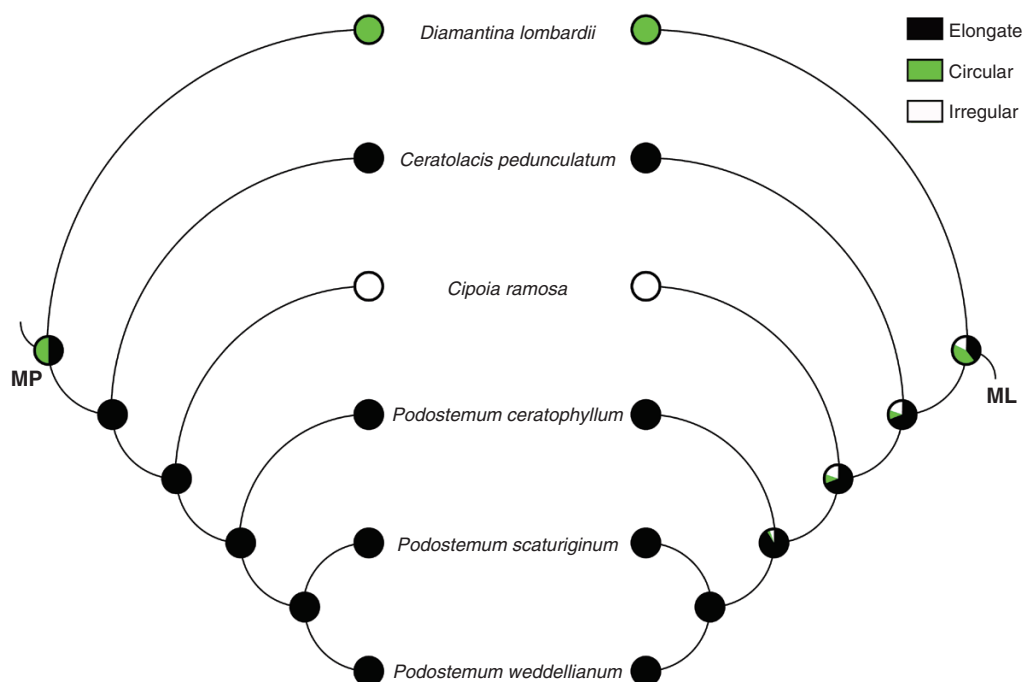 Diamantina lombardii
Elongate
Circular
Irregular
Ceratolacis pedunculatum
Cipoia ramosa
MP
ML
Podostemum ceratophyllum
Podostemum scaturiginum
Podostemum weddellianum